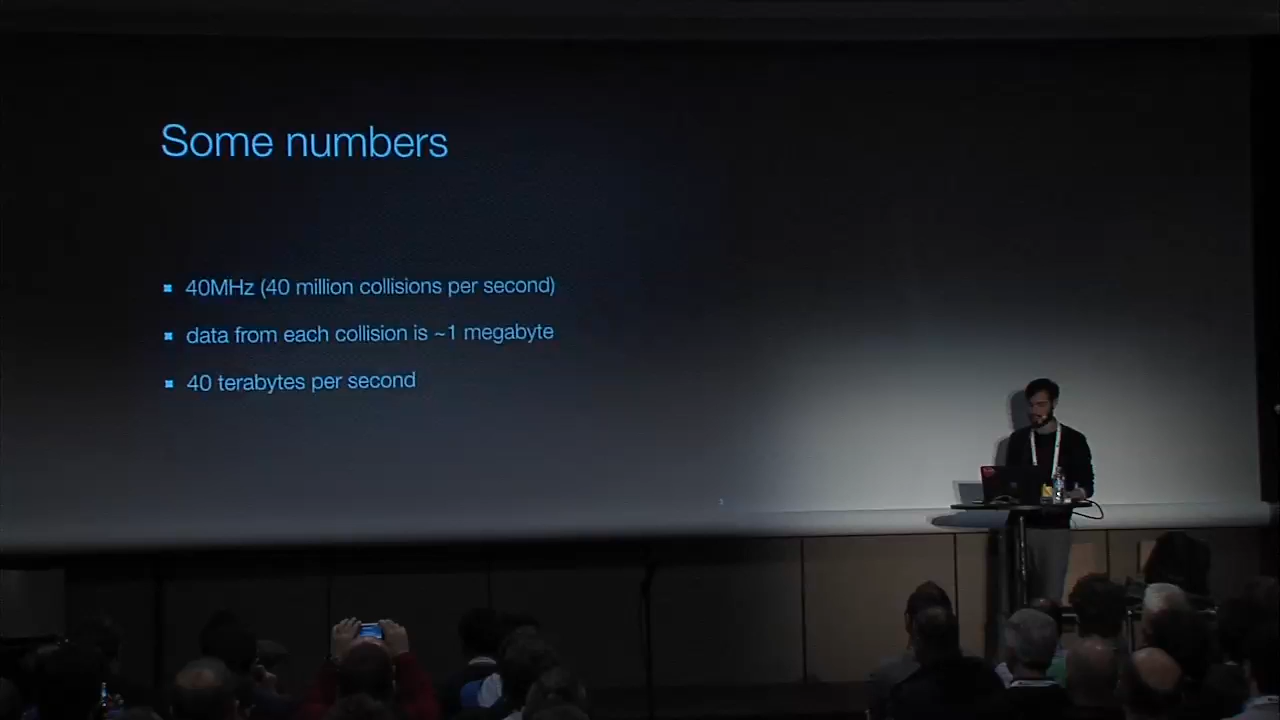 Some numbers
40MHz (40 million collisions per second)
data from each collision is ~1 megabyte
40 terabytes per second